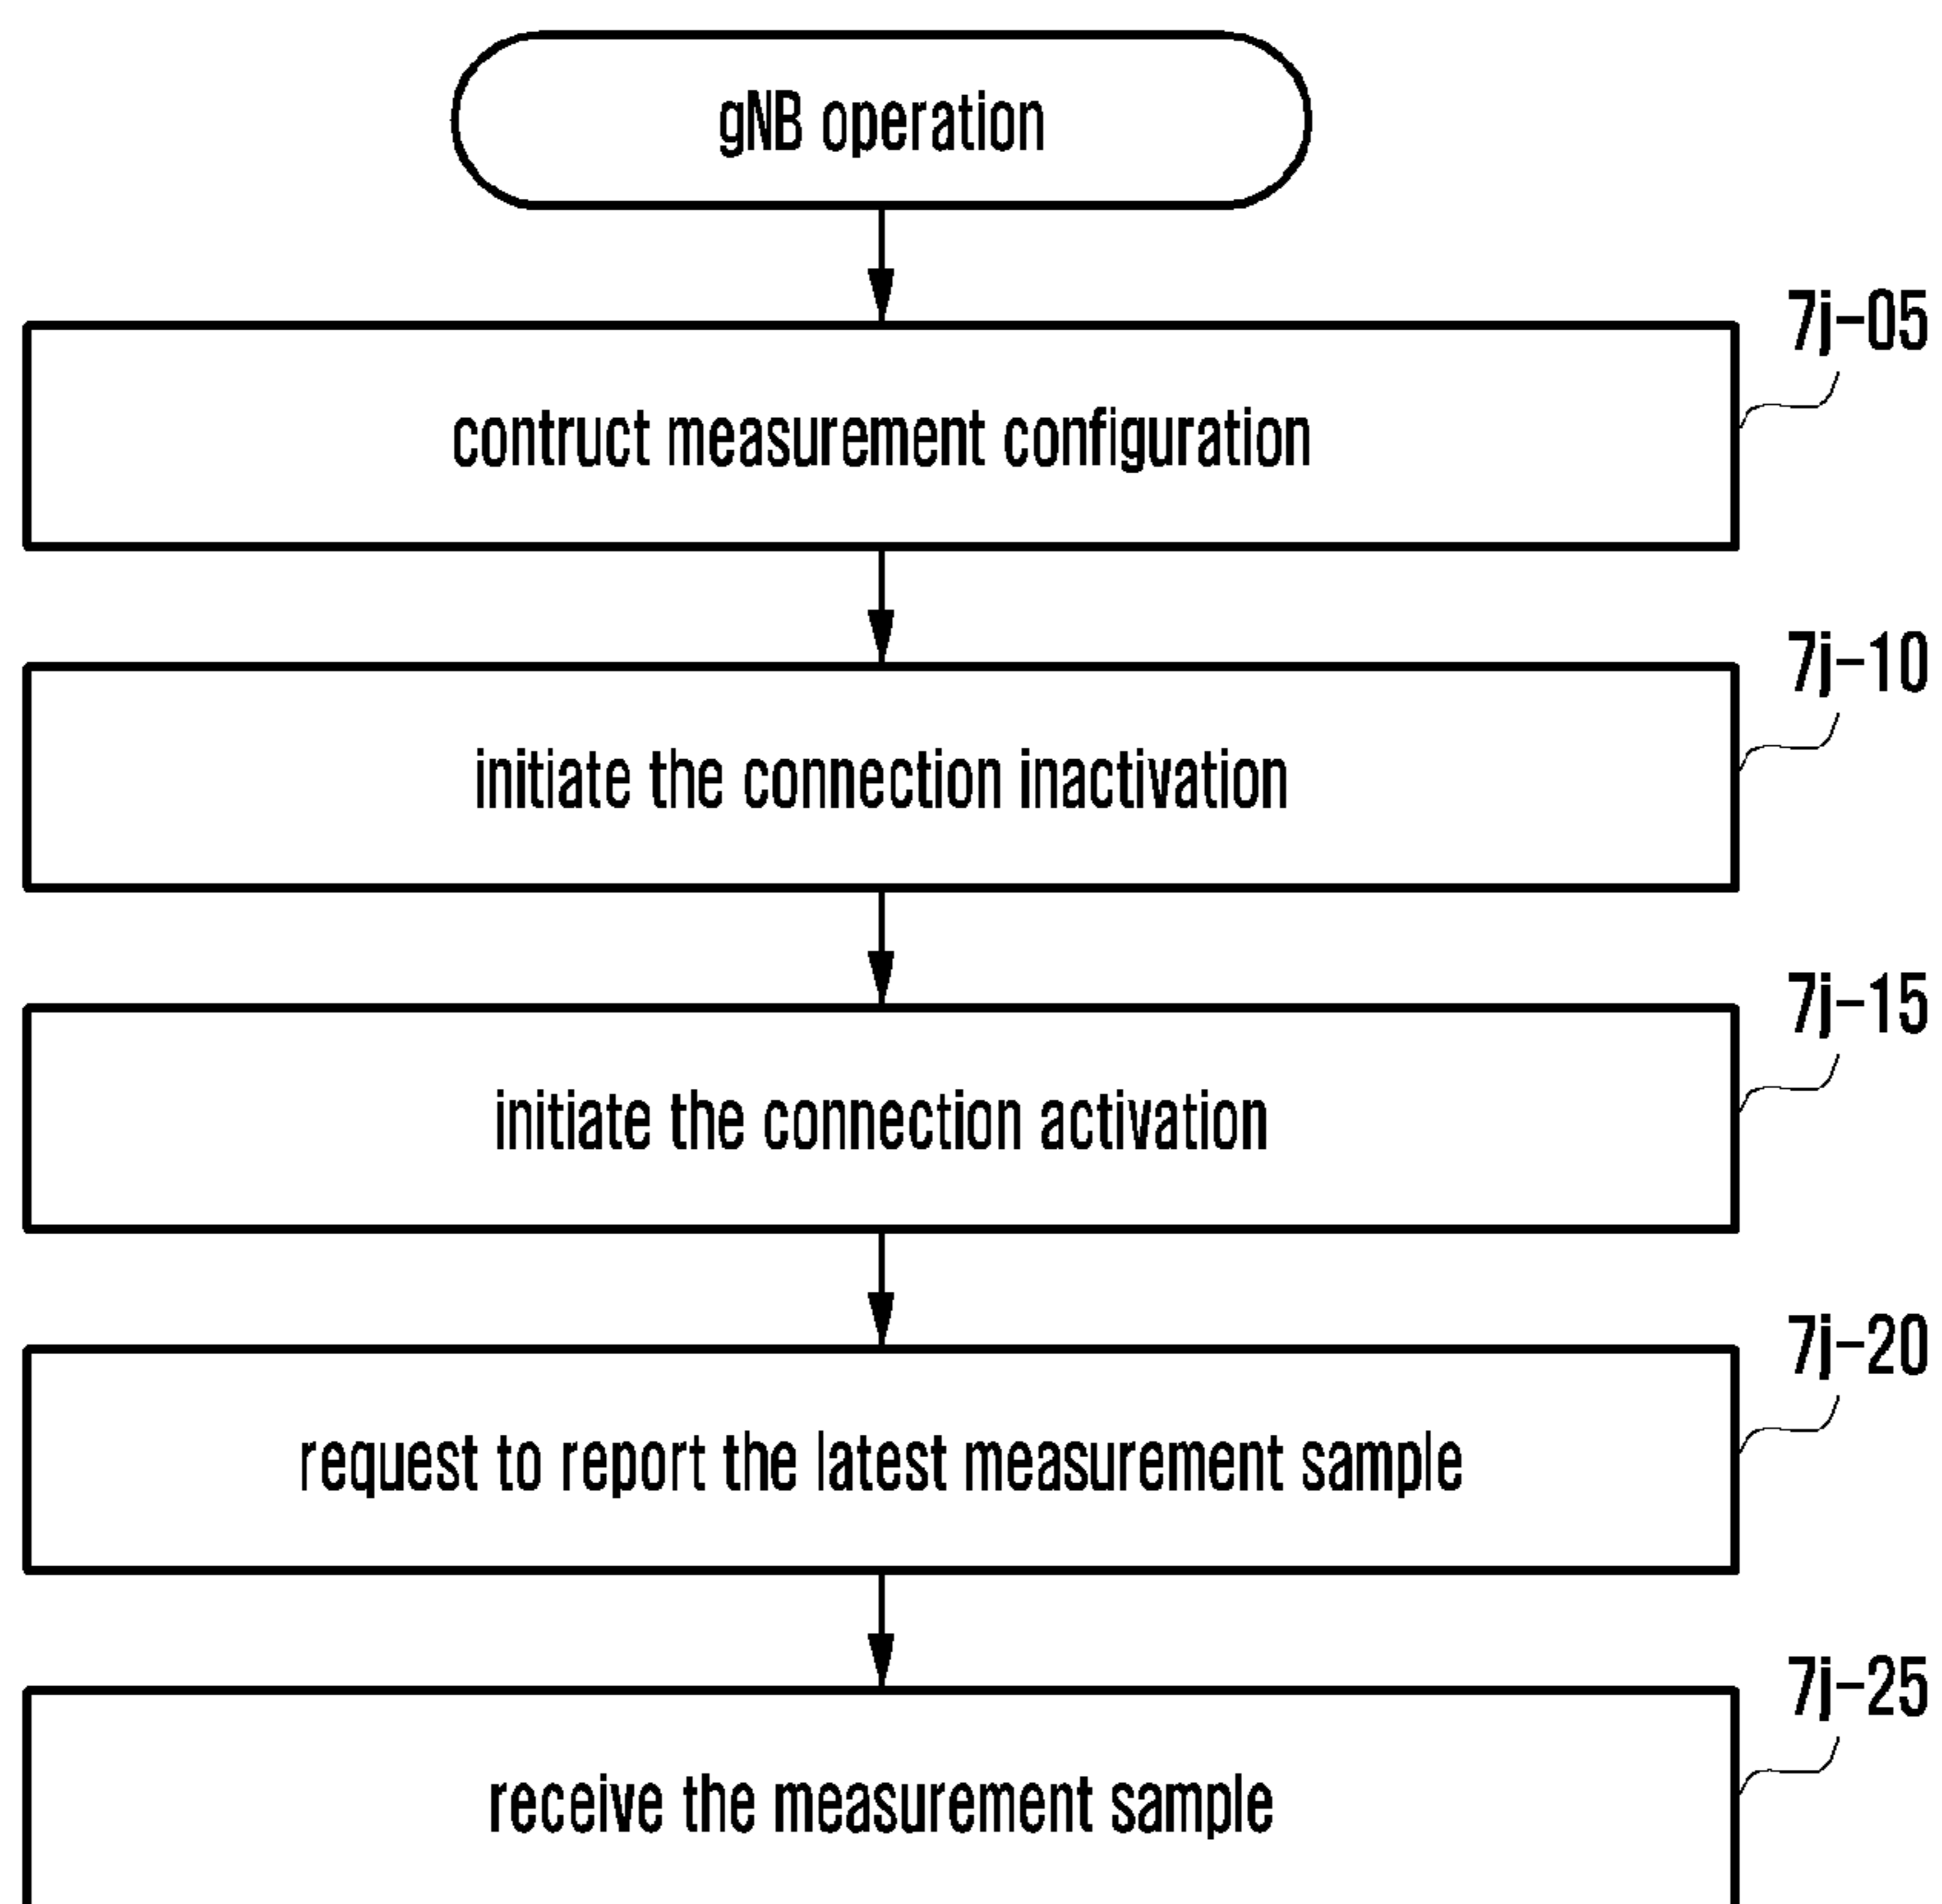 gNB operation
7j-05
contruct measurement configuration
7j-10
initiate the connection inactivation
7j-15
initiate the connection activation
7j-20
request to report the latest measurement sample
7j-25
receive the measurement sample